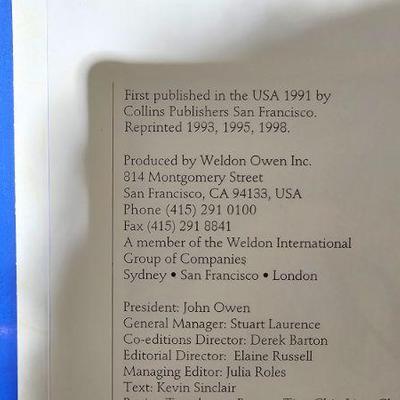 First published in the USA 1991 by
Collins Publishers San Francisco.
Reprinted 1993, 1995, 1998.
Produced by Weldon Owen Inc.
814 Montgomery Street
San Francisco, CA 94133, USA
Phone (415) 291 0100
Fax (415) 291 8841
A member of the Weldon International
Group of Companies
Sydney • San Francisco • London
President: John Owen
General Manager: Stuart Laurence
Co-editions Director: Derek Barton
Editorial Director: Elaine Russell
Managing Editor: Julia Roles
Text: Kevin Sinclair